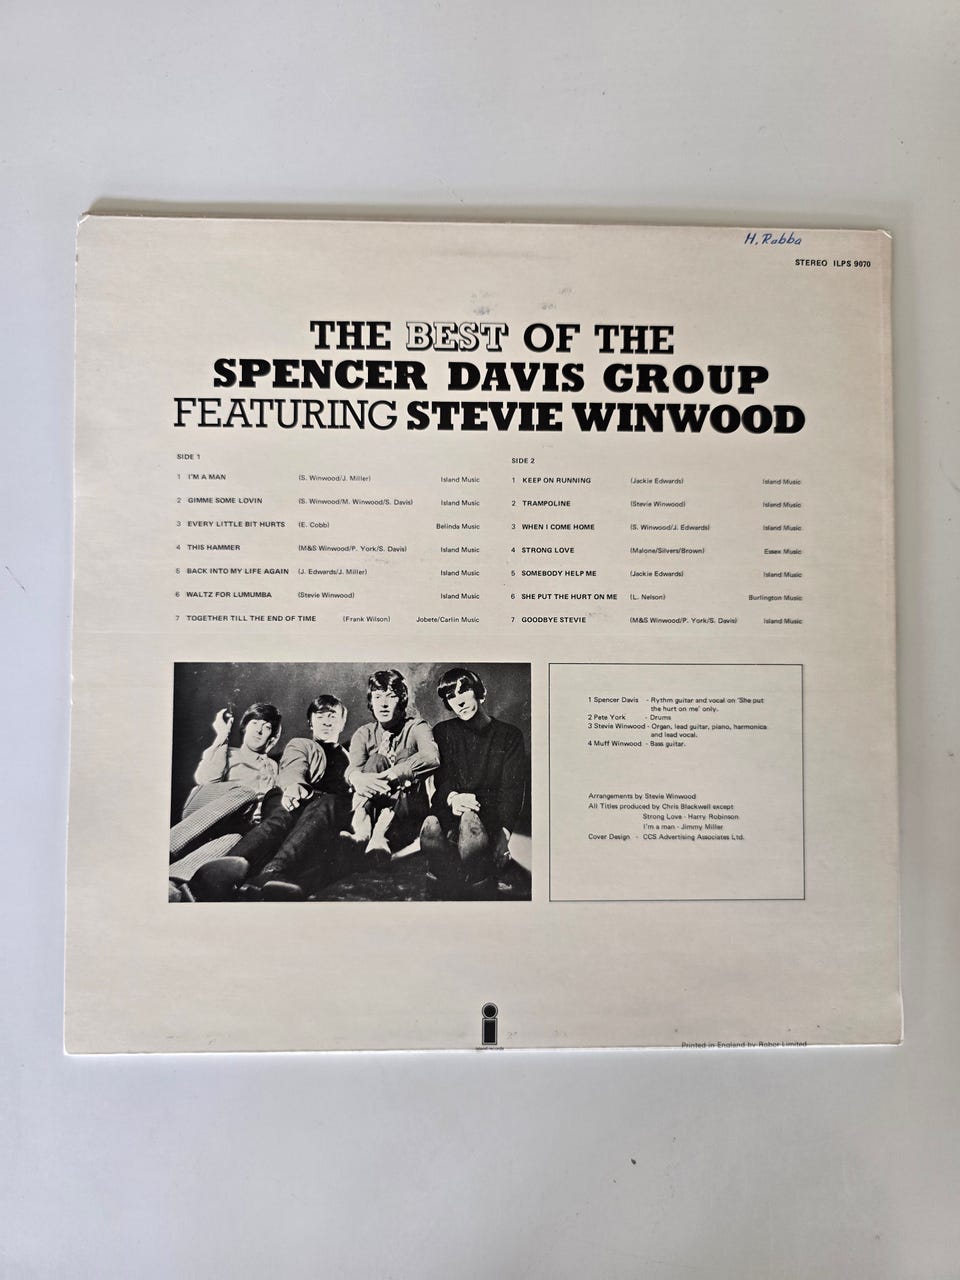 H. Rabba
STEREO ILPS 9070
THE BEST OF THE
SPENCER DAVIS GROUP
FEATURING STEVIE WINWOOD
SIDE 1
1 I'M A MAN (S. Winwood/J. Miller) Island Music
2 GIMME SOME LOVIN (S. Winwood/M. Winwood/S. Davis) Island Music
3 EVERY LITTLE BIT HURTS (E. Cobb) Belinda Music
4 THIS HAMMER (M&S Winwood/P. York/S. Davis) Island Music
5 BACK INTO MY LIFE AGAIN (J. Edwards/J. Miller) Island Music
6 WALTZ FOR LUMUMBA (Stevie Winwood) Island Music
7 TOGETHER TILL THE END OF TIME (Frank Wilson) Jobete/Carlin Music
SIDE 2
1 KEEP ON RUNNING (Jackie Edwards) Island Music
2 TRAMPOLINE (Stevie Winwood) Island Music
3 WHEN I COME HOME (S. Winwood/J. Edwards) Island Music
4 STRONG LOVE (Malone/Silvers/Brown) Essex Music
5 SOMEBODY HELP ME (Jackie Edwards) Island Music
6 SHE PUT THE HURT ON ME (L. Nelson) Burlington Music
7 GOODBYE STEVIE (M&S Winwood/P. York/S. Davis) Island Music
1 Spencer Davis - Rythm guitar and vocal on 'She put
the hurt on me' only.
2 Pete York - Drums
3 Stevie Winwood - Organ, lead guitar, piano, harmonica
and lead vocal.
4 Muff Winwood - Bass guitar.
Arrangements by Stevie Winwood
All Titles produced by Chris Blackwell except
Strong Love - Harry Robinson
I'm a man - Jimmy Miller
Cover Design - CCS Advertising Associates Ltd.
island records
Printed in England by Robor Limited